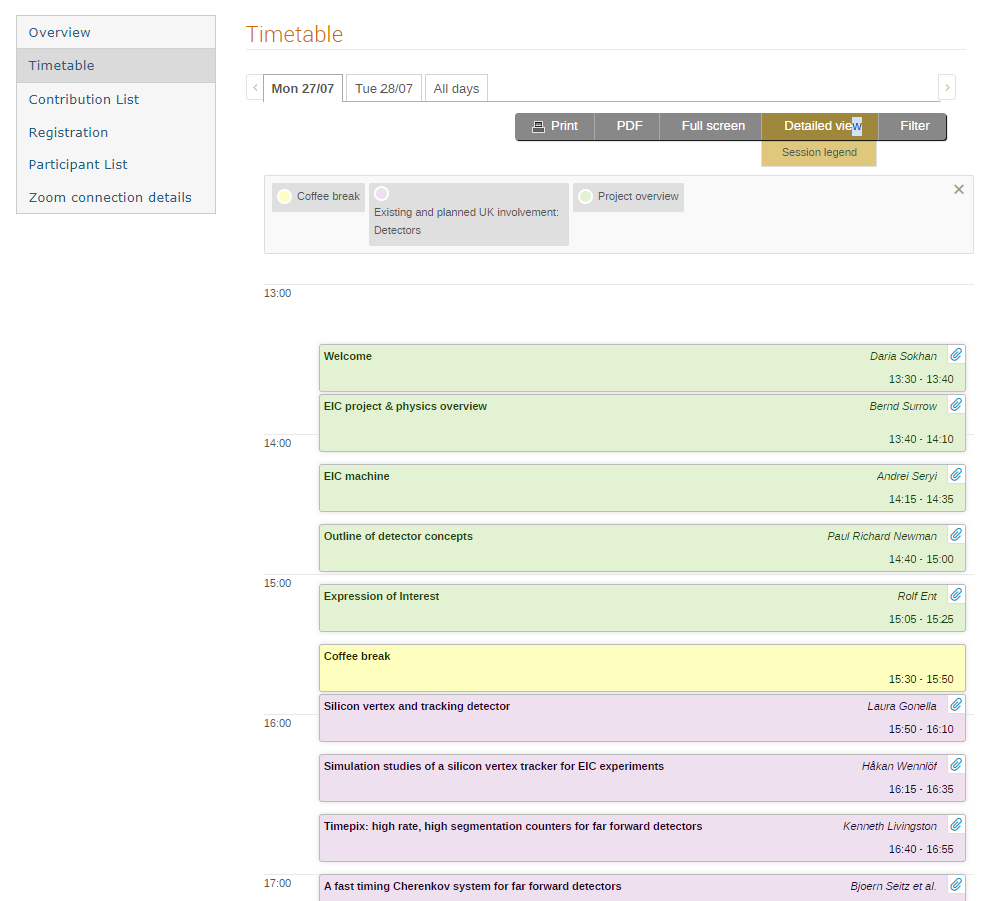 Overview
Timetable
Contribution List
Registration
Participant List
Zoom connection details
Timetable
Mon 27/07
Tue 28/07
All days
Print
PDF
Full screen
Detailed view
Filter
Session legend
Coffee break
Existing and planned UK involvement:
Detectors
Project overview
13:00
Welcome
Daria Sokhan
13:30 - 13:40
EIC project & physics overview
Bernd Surrow
13:40 - 14:10
14:00
EIC machine
Andrei Seryi
14:15 - 14:35
Outline of detector concepts
Paul Richard Newman
14:40 - 15:00
15:00
Expression of Interest
Rolf Ent
15:05 - 15:25
Coffee break
15:30 - 15:50
Silicon vertex and tracking detector
Laura Gonella
15:50 - 16:10
16:00
Simulation studies of a silicon vertex tracker for EIC experiments
Håkan Wennlöf
16:15 - 16:35
Timepix: high rate, high segmentation counters for far forward detectors
Kenneth Livingston
16:40 - 16:55
17:00
A fast timing Cherenkov system for far forward detectors
Bjoern Seitz et al.